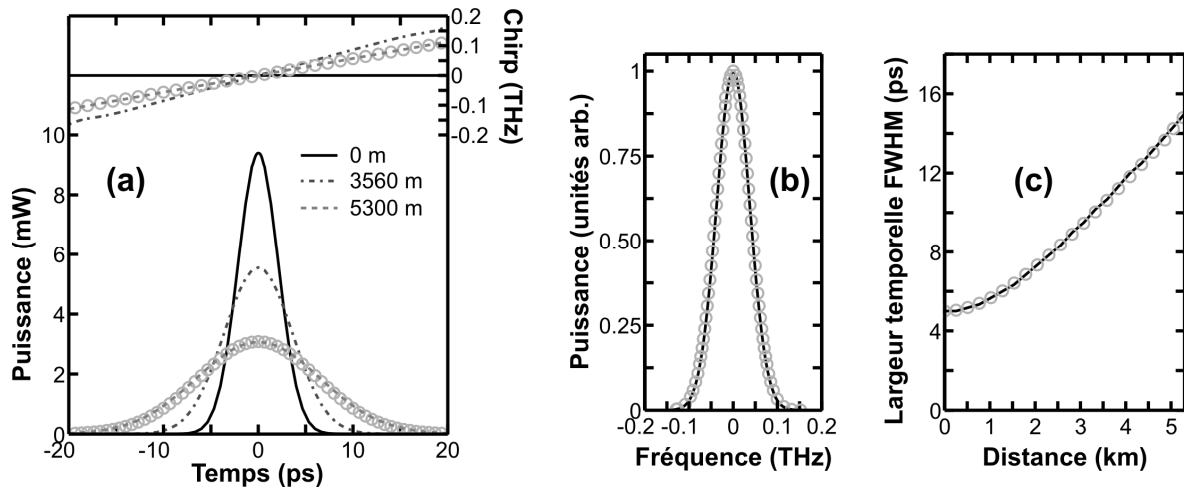 0.2
0.1
0
-0.1
-0.2
Chirp (THz)
10
8
6
4
2
0
Puissance (mW)
(a)
0 m
3560 m
5300 m
-20
-10
0
10
20
Temps (ps)
1
0.75
0.50
0.25
0
Puissance (unités arb.)
(b)
-0.2
-0.1
0
0.1
0.2
Fréquence (THz)
16
12
8
4
0
Largeur temporelle FWHM (ps)
(c)
0
1
2
3
4
5
Distance (km)